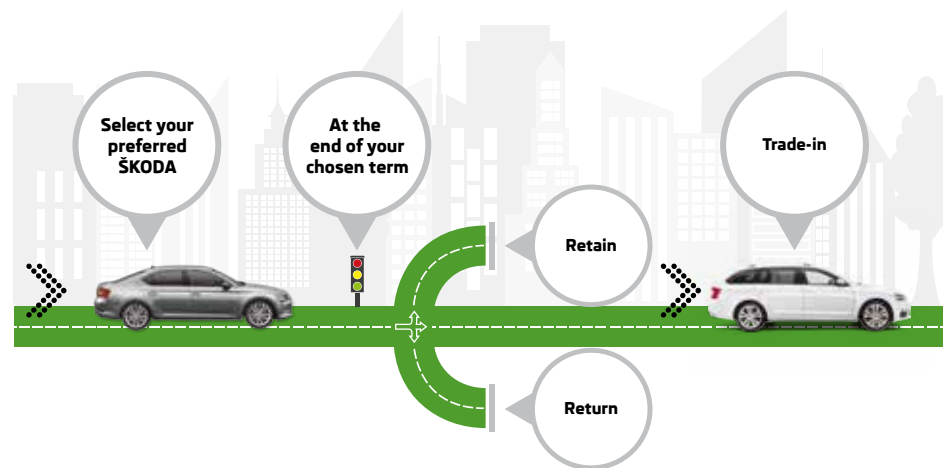 Select your
preferred
ŠKODA
At the
end of your
chosen term
Trade-in
Retain
Return